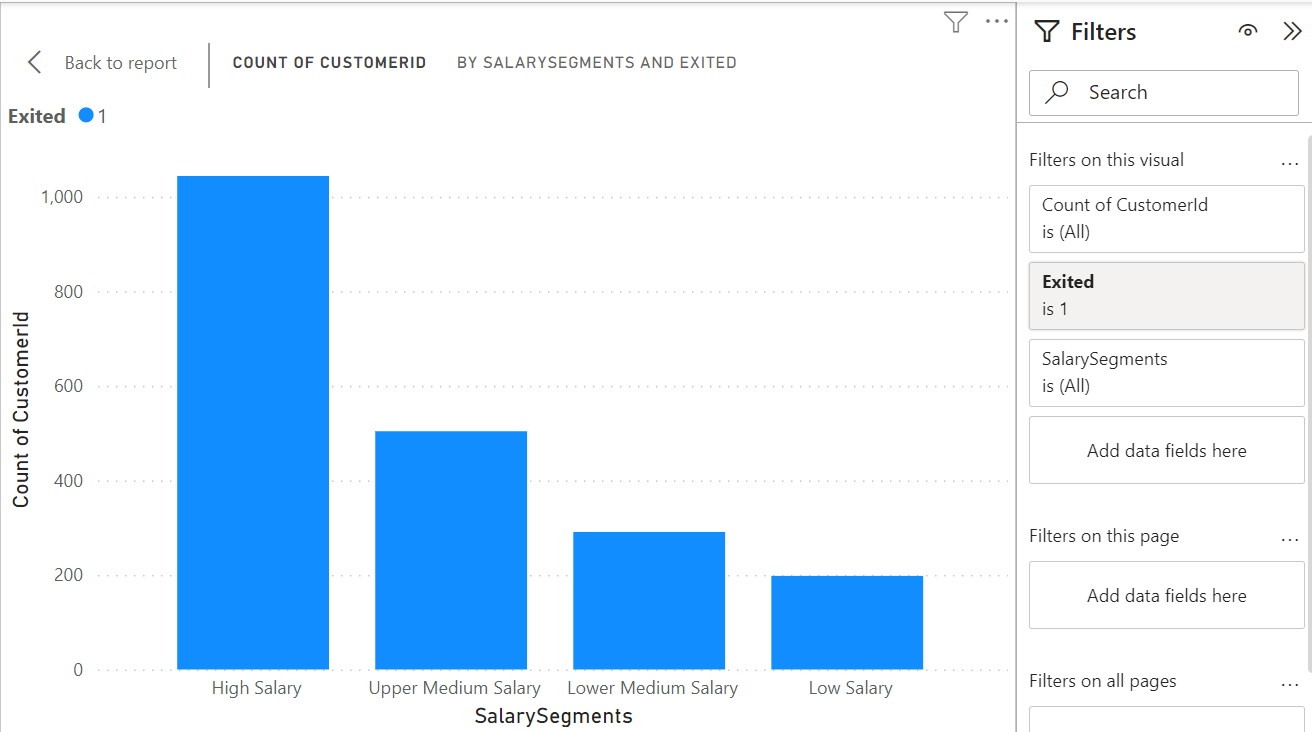 Back to report
COUNT OF CUSTOMERID
BY SALARYSEGMENTS AND EXITED
Exited 1
1,000
800
600
400
200
0
Count of CustomerId
High Salary
Upper Medium Salary
Lower Medium Salary
Low Salary
SalarySegments
Filters
Search
Filters on this visual
Count of CustomerId
is (All)
Exited
is 1
SalarySegments
is (All)
Add data fields here
Filters on this page
Add data fields here
Filters on all pages